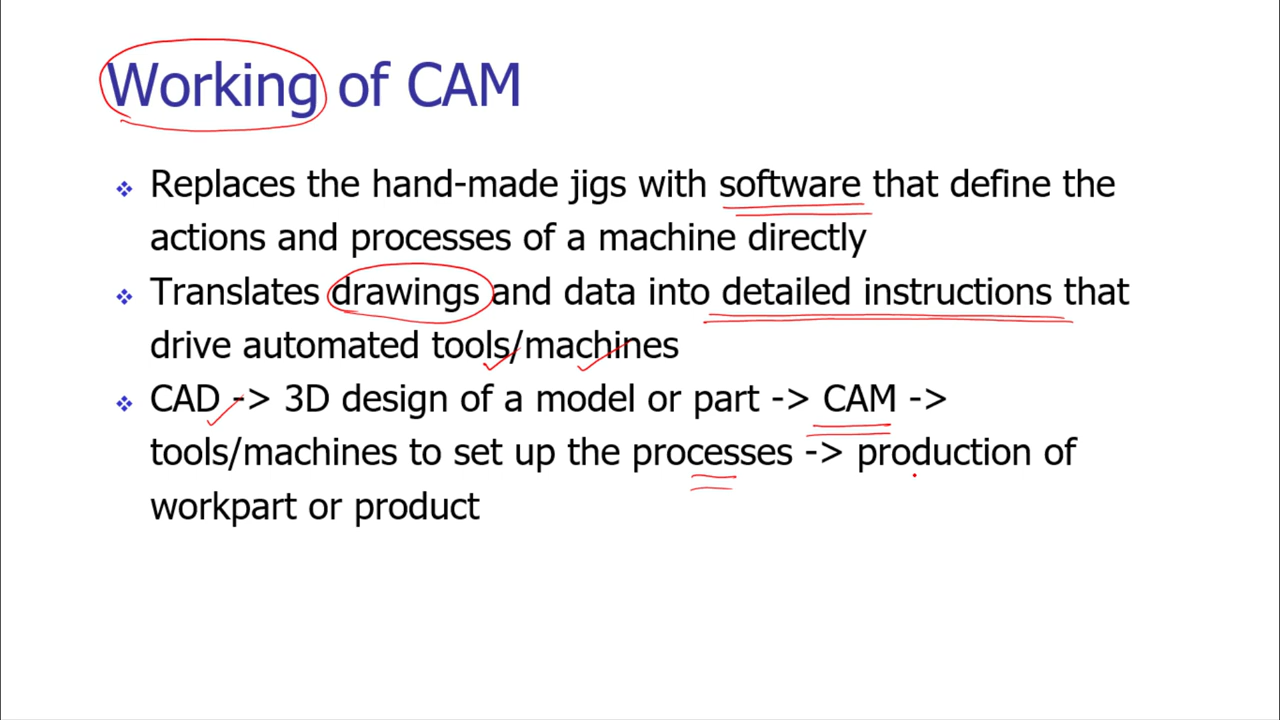 Working of CAM
Replaces the hand-made jigs with software that define the
actions and processes of a machine directly
Translates drawings and data into detailed instructions that
drive automated tools/machines
CAD -> 3D design of a model or part -> CAM ->
tools/machines to set up the processes -> production of
workpart or product